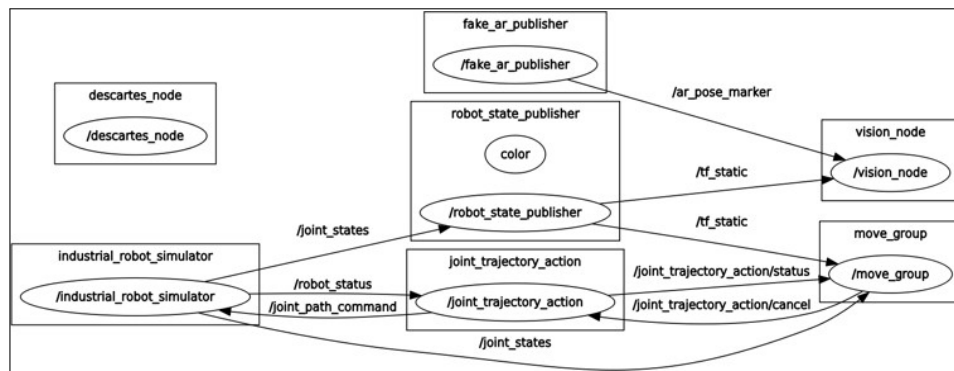 fake_ar_publisher
/fake_ar_publisher
/ar_pose_marker
descartes_node
/descartes_node
robot_state_publisher
color
/robot_state_publisher
vision_node
/vision_node
/tf_static
/tf_static
/joint_states
industrial_robot_simulator
/industrial_robot_simulator
/robot_status
/joint_path_command
joint_trajectory_action
/joint_trajectory_action
/joint_trajectory_action/status
/joint_trajectory_action/cancel
move_group
/move_group
/joint_states